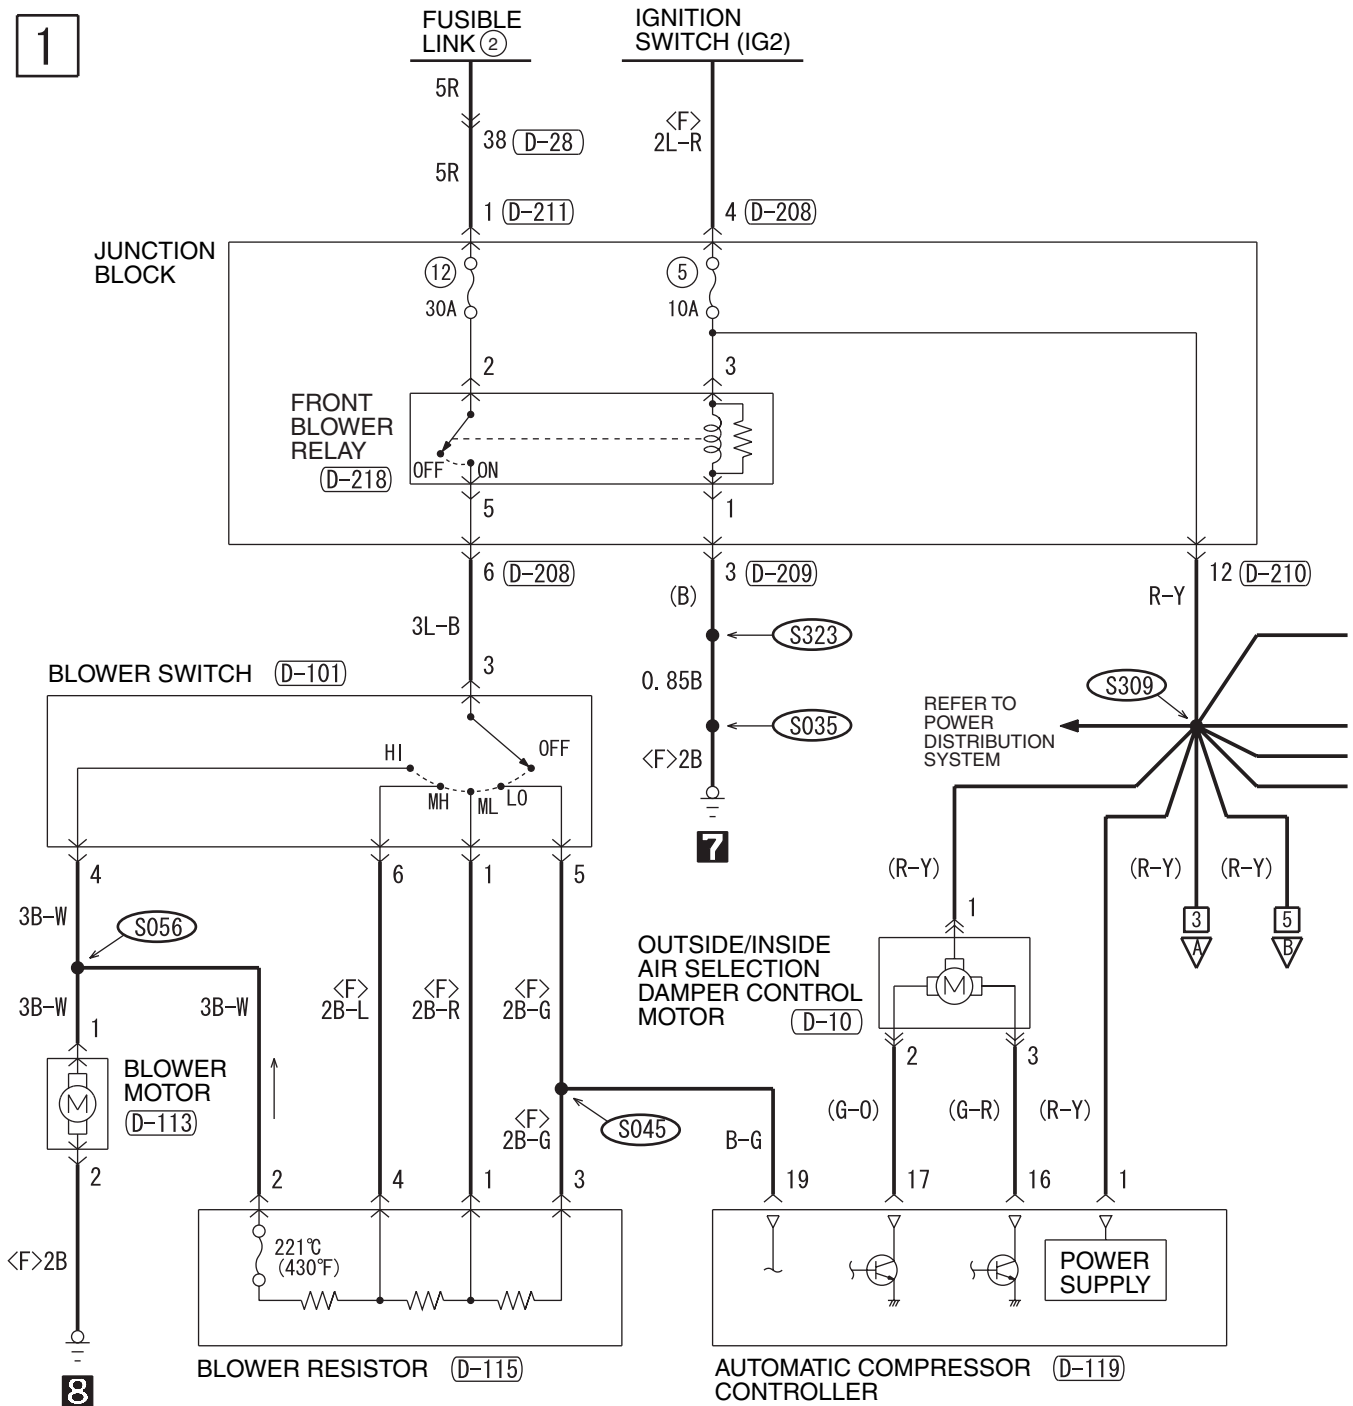 1
FUSIBLE
LINK ②
IGNITION
SWITCH (IG2)
5R
38 D-28
<F>
2L-R
5R
1 D-211
4 D-208
JUNCTION
BLOCK
12
30A
5
10A
2
3
FRONT
BLOWER
RELAY
D-218
OFF
ON
5
1
6 D-208
3 D-209
12 D-210
3L-B
(B)
R-Y
S323
BLOWER SWITCH D-101
3
0.85B
S309
REFER TO
POWER
DISTRIBUTION
SYSTEM
S035
<F>2B
7
HI
OFF
MH
ML
LO
4
6
1
5
(R-Y)
(R-Y)
(R-Y)
3B-W
S056
1
3
A
5
B
OUTSIDE/INSIDE
AIR SELECTION
DAMPER CONTROL
MOTOR
D-10
M
3B-W
3B-W
<F>
2B-L
<F>
2B-R
<F>
2B-G
1
2
3
BLOWER
MOTOR
D-113
M
(G-O)
(G-R)
(R-Y)
<F>
2B-G
S045
B-G
2
2
4
1
3
19
17
16
1
221℃
(430℉)
<F>2B
POWER
SUPPLY
8
BLOWER RESISTOR D-115
AUTOMATIC COMPRESSOR
CONTROLLER
D-119